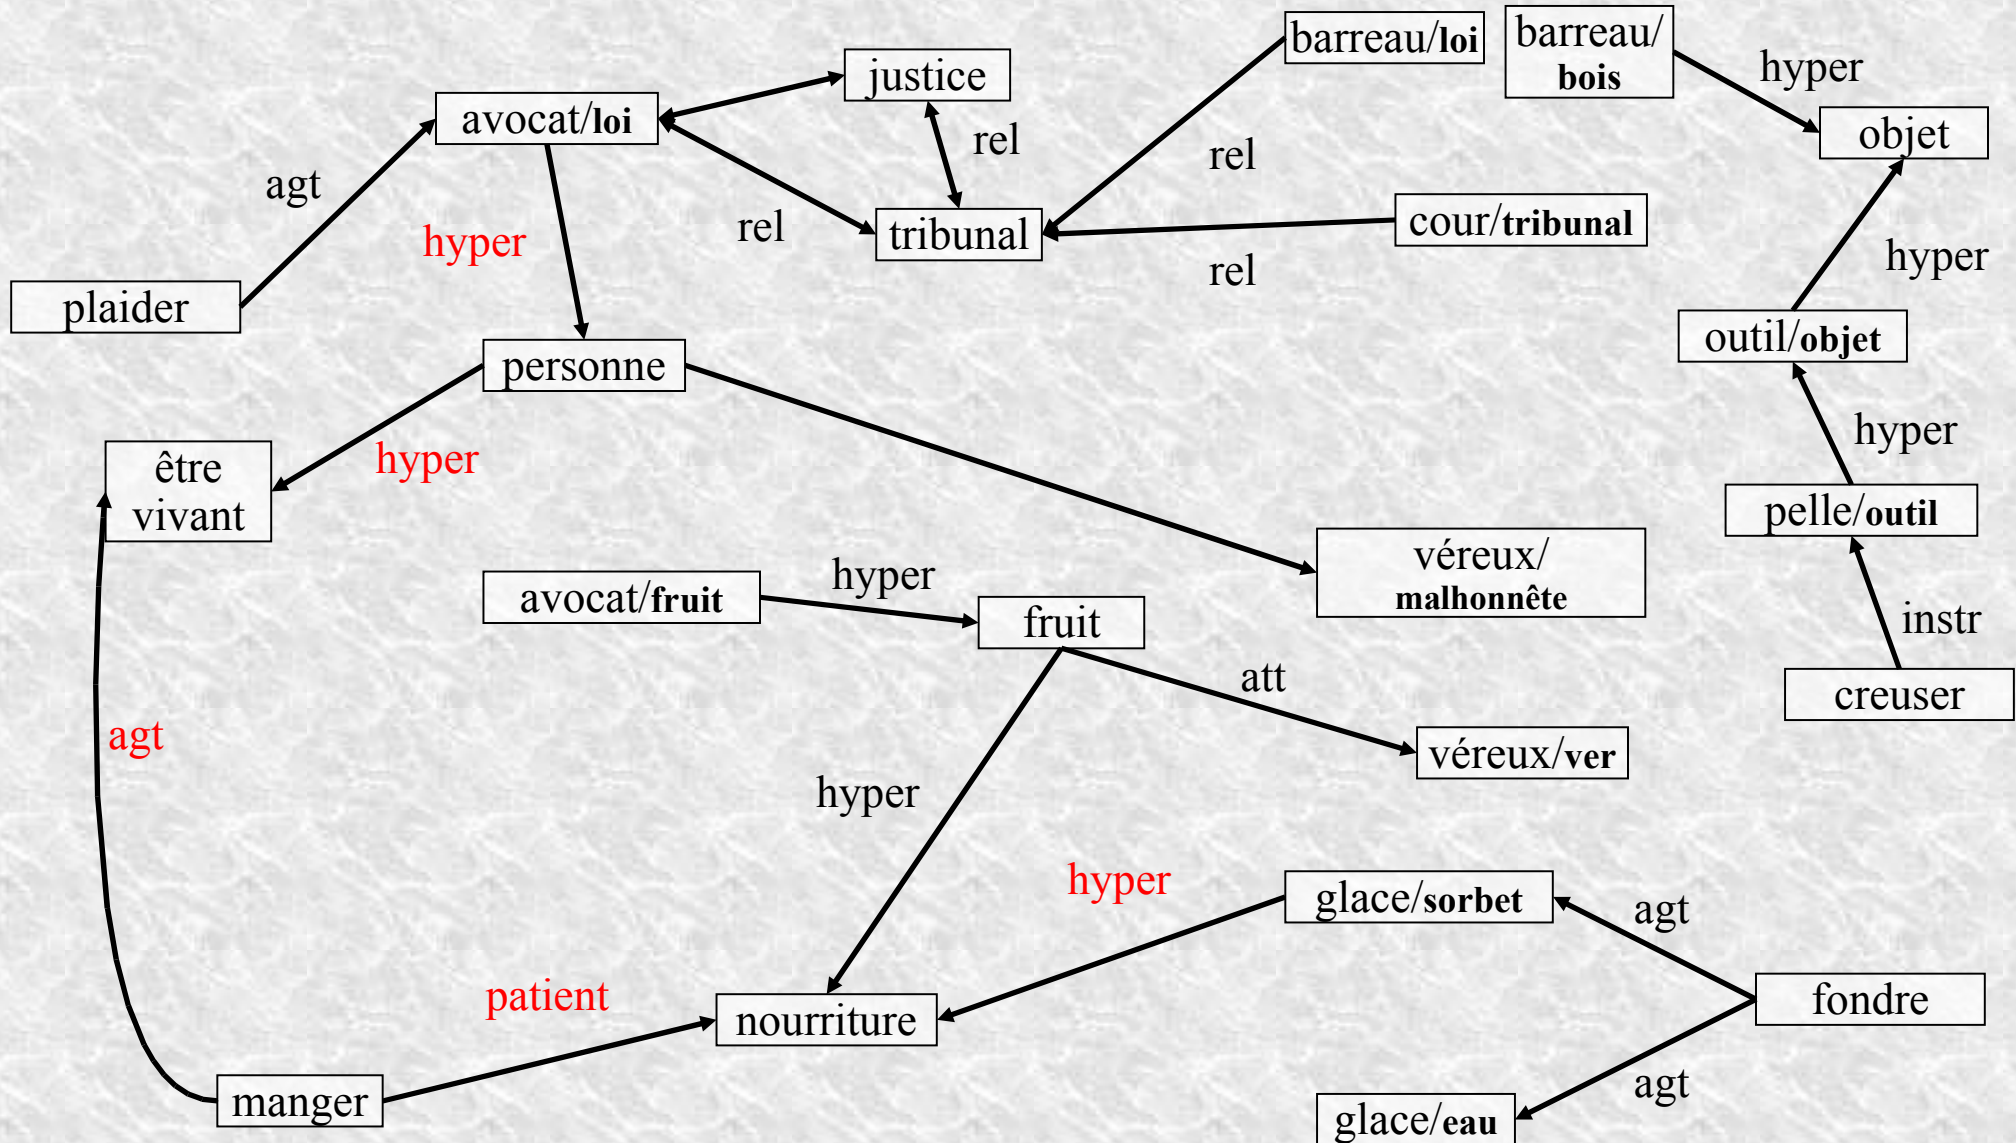 barreau/loi
barreau/
bois
hyper
justice
avocat/loi
objet
rel
rel
agt
hyper
rel
tribunal
cour/tribunal
hyper
rel
plaider
outil/objet
personne
hyper
hyper
être
vivant
pelle/outil
véreux/
malhonnête
avocat/fruit
hyper
fruit
instr
att
creuser
agt
véreux/ver
hyper
hyper
glace/sorbet
agt
patient
nourriture
fondre
agt
manger
glace/eau